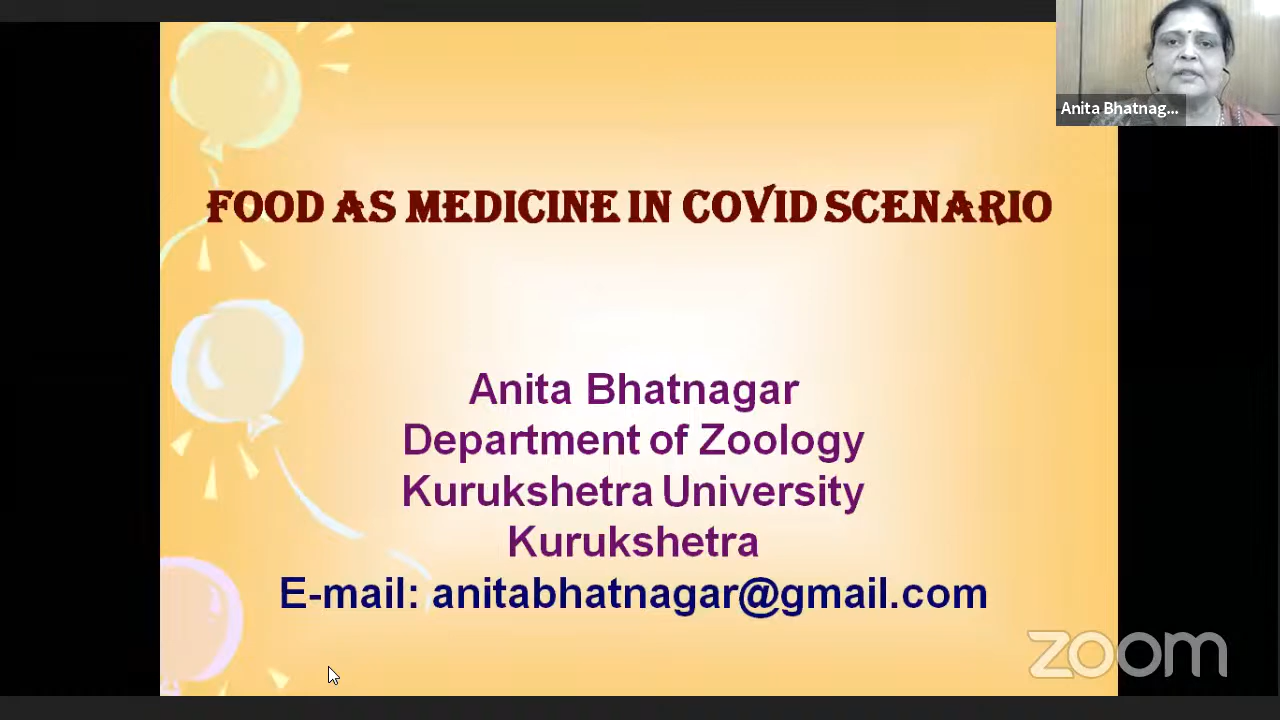 Anita Bhatnag...
FOOD AS MEDICINE IN COVID SCENARIO
Anita Bhatnagar
Department of Zoology
Kurukshetra University
Kurukshetra
E-mail: anitabhatnagar@gmail.com
zoom